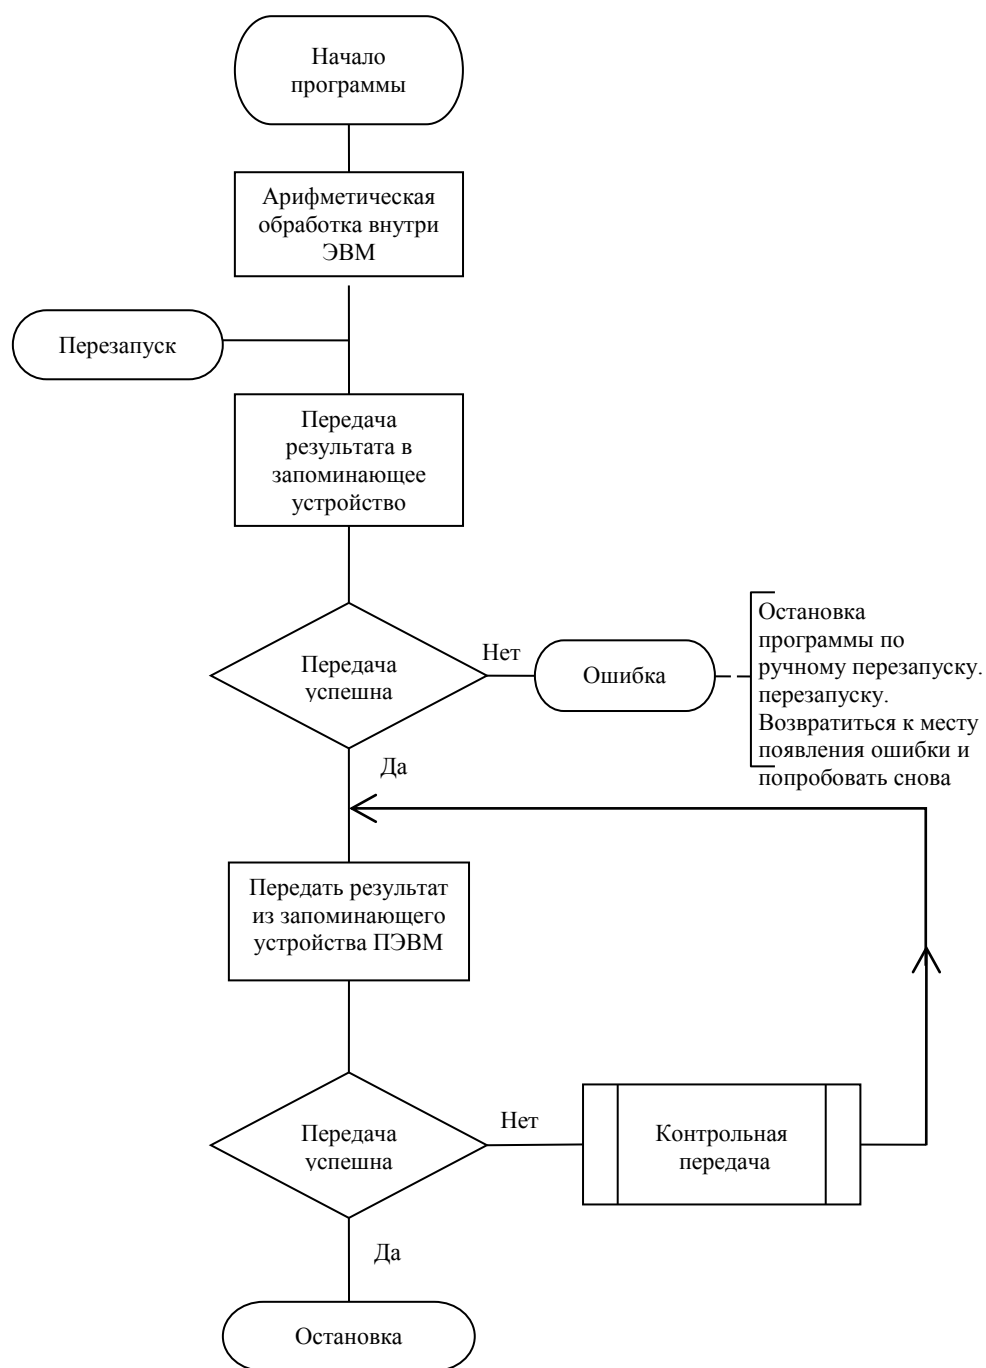 Начало
программы
Арифметическая
обработка внутри
ЭВМ
Перезапуск
Передача
результата в
запоминающее
устройство
Передача
успешна
Нет
Ошибка
Остановка
программы по
ручному перезапуску.
перезапуску.
Возвратиться к месту
появления ошибки и
попробовать снова
Да
Передать результат
из запоминающего
устройства ПЭВМ
Передача
успешна
Нет
Контрольная
передача
Да
Остановка